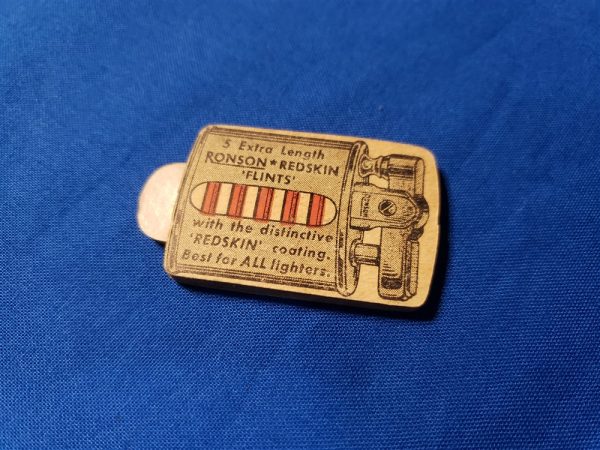 5 Extra Length
RONSON★REDSKIN
'FLINTS'
with the distinctive
'REDSKIN' coating.
Best for ALL lighters.